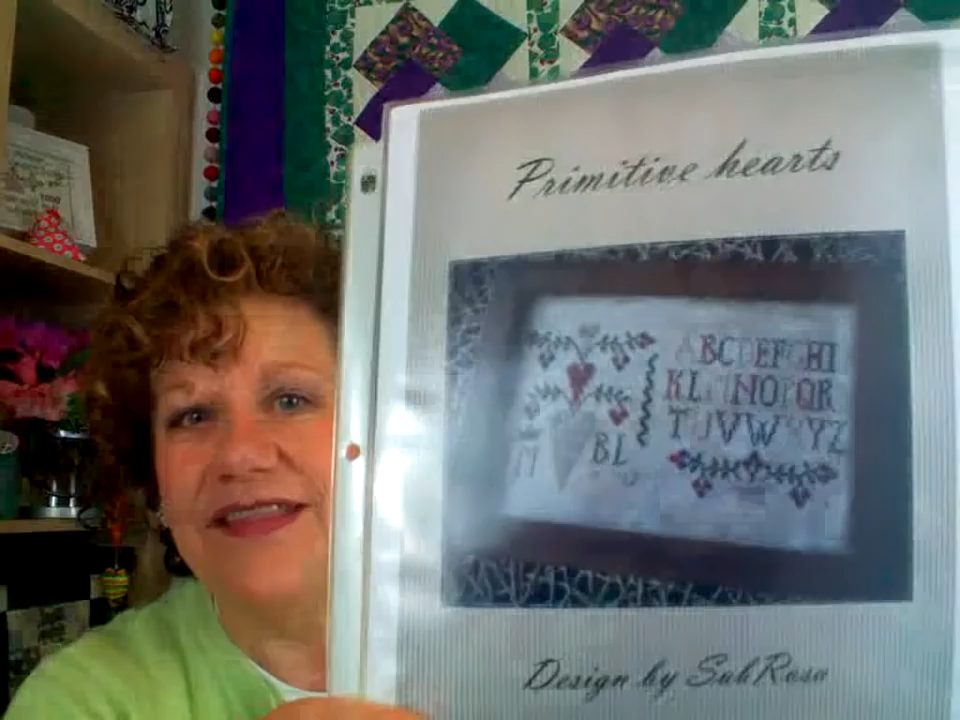 Primitive hearts
ABCDEFGHI
KLMNOPQR
TUVWXYZ
BL
Design by SubRosa